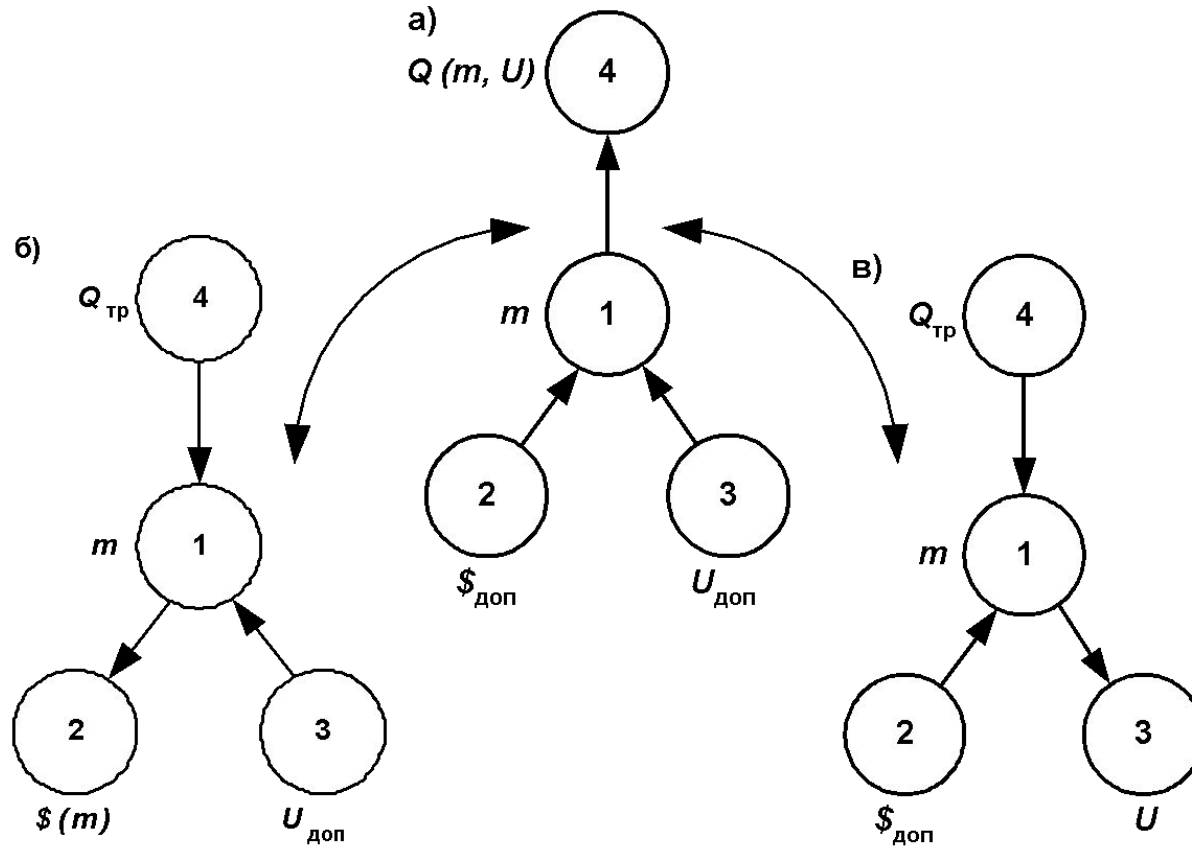 а)
Q (m, U) 4
m 1
2 3
$доп Uдоп
б)
Qтр 4
m 1
2 3
$ (m) Uдоп
в)
Qтр 4
m 1
2 3
$доп U